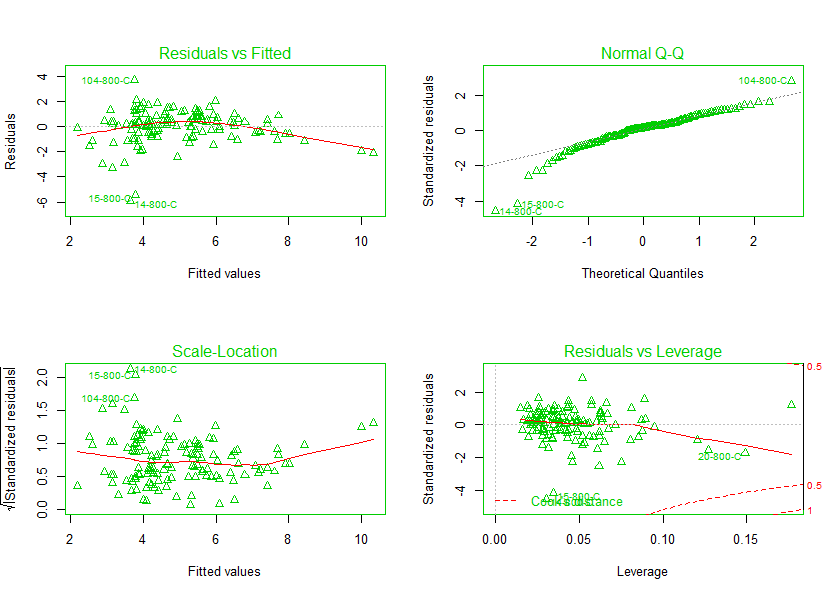 Residuals vs Fitted
Residuals
4
2
0
-2
-4
-6
104-800-C
15-800-C
14-800-C
2
4
6
8
10
Fitted values
Normal Q-Q
Standardized residuals
2
0
-2
-4
104-800-C
15-800-C
14-800-C
-2
-1
0
1
2
Theoretical Quantiles
Scale-Location
√|Standardized residuals|
2.0
1.5
1.0
0.5
0.0
14-800-C
15-800-C
104-800-C
2
4
6
8
10
Fitted values
Residuals vs Leverage
Standardized residuals
2
0
-2
-4
0.5
20-800-C
15-800-C
Cook's distance
0.5
1
0.00
0.05
0.10
0.15
Leverage